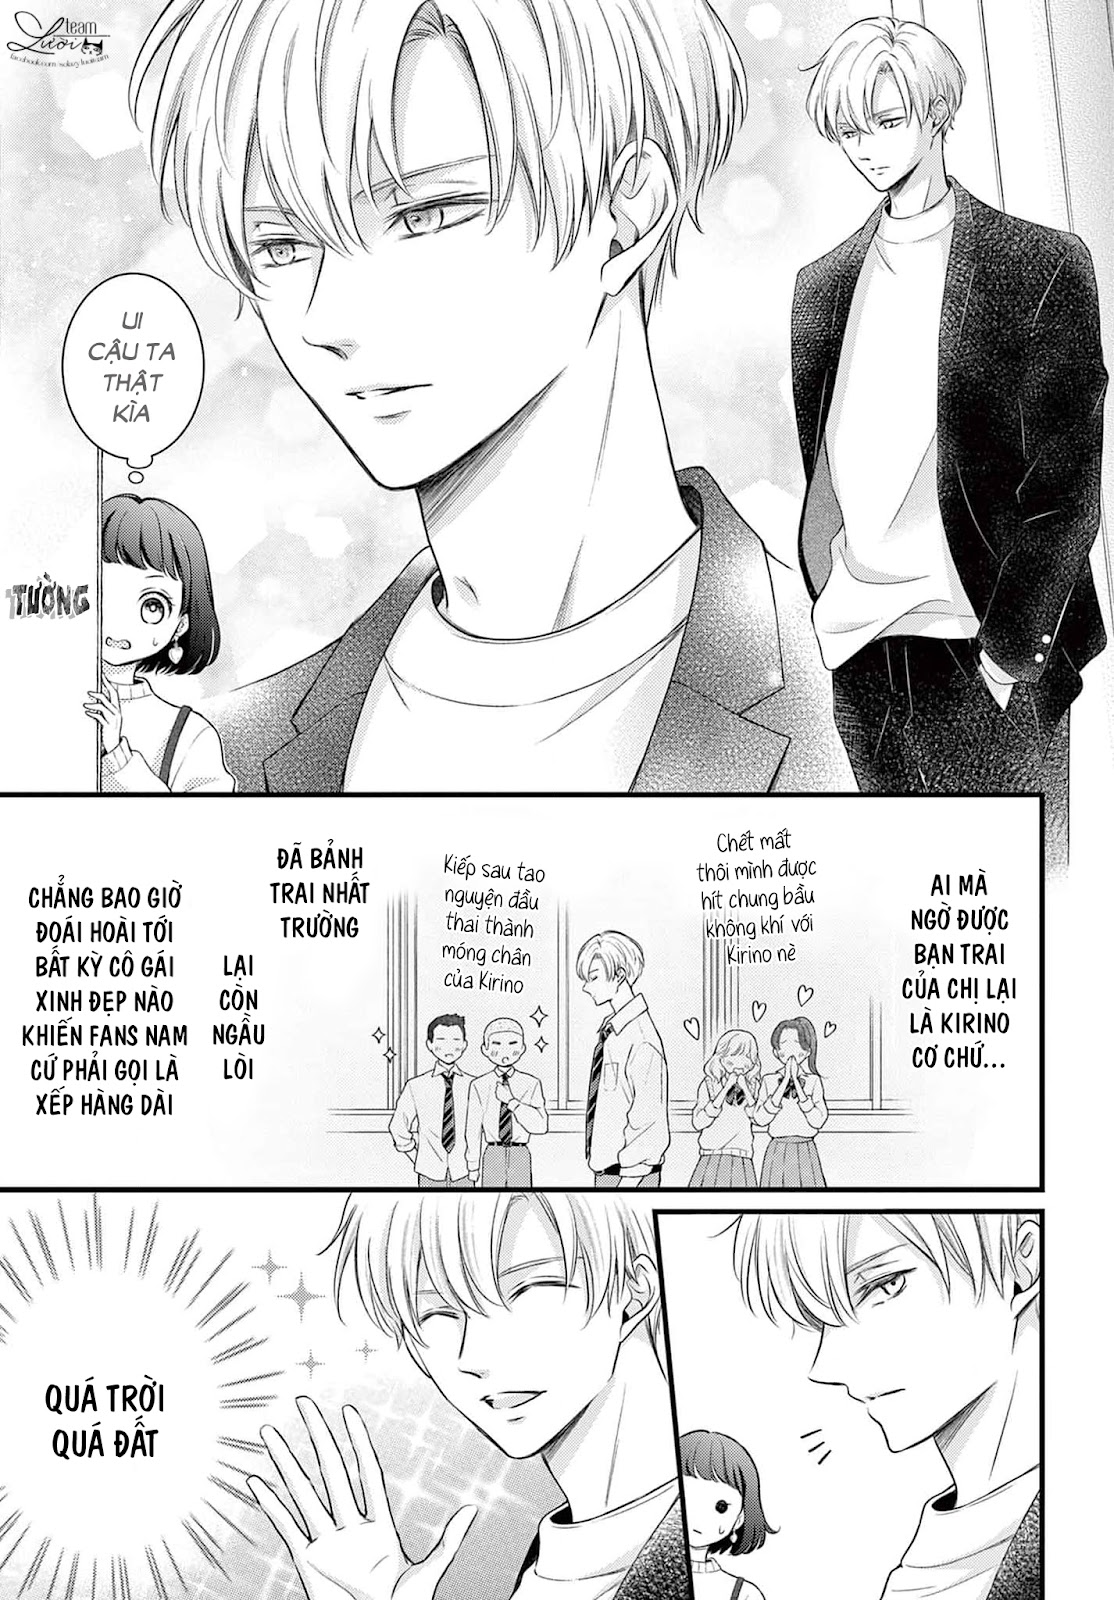 team
Lười
facebook.com/solazy.luoiteam
UI
CẬU TA
THẬT
KÌA
TƯỜNG
AI MÀ
NGỜ ĐƯỢC
BẠN TRAI
CỦA CHỊ LẠI
LÀ KIRINO
CƠ CHỨ...
Chết mất
thôi mình được
hít chung bầu
không khí với
Kirino nè
Kiếp sau tao
nguyện đầu
thai thành
móng chân
của Kirino
ĐÃ BẢNH
TRAI NHẤT
TRƯỜNG
LẠI
CÒN
NGẦU
LÒI
CHẲNG BAO GIỜ
ĐOÁI HOÀI TỚI
BẤT KỲ CÔ GÁI
XINH ĐẸP NÀO
KHIẾN FANS NAM
CỨ PHẢI GỌI LÀ
XẾP HÀNG DÀI
QUÁ TRỜI
QUÁ ĐẤT